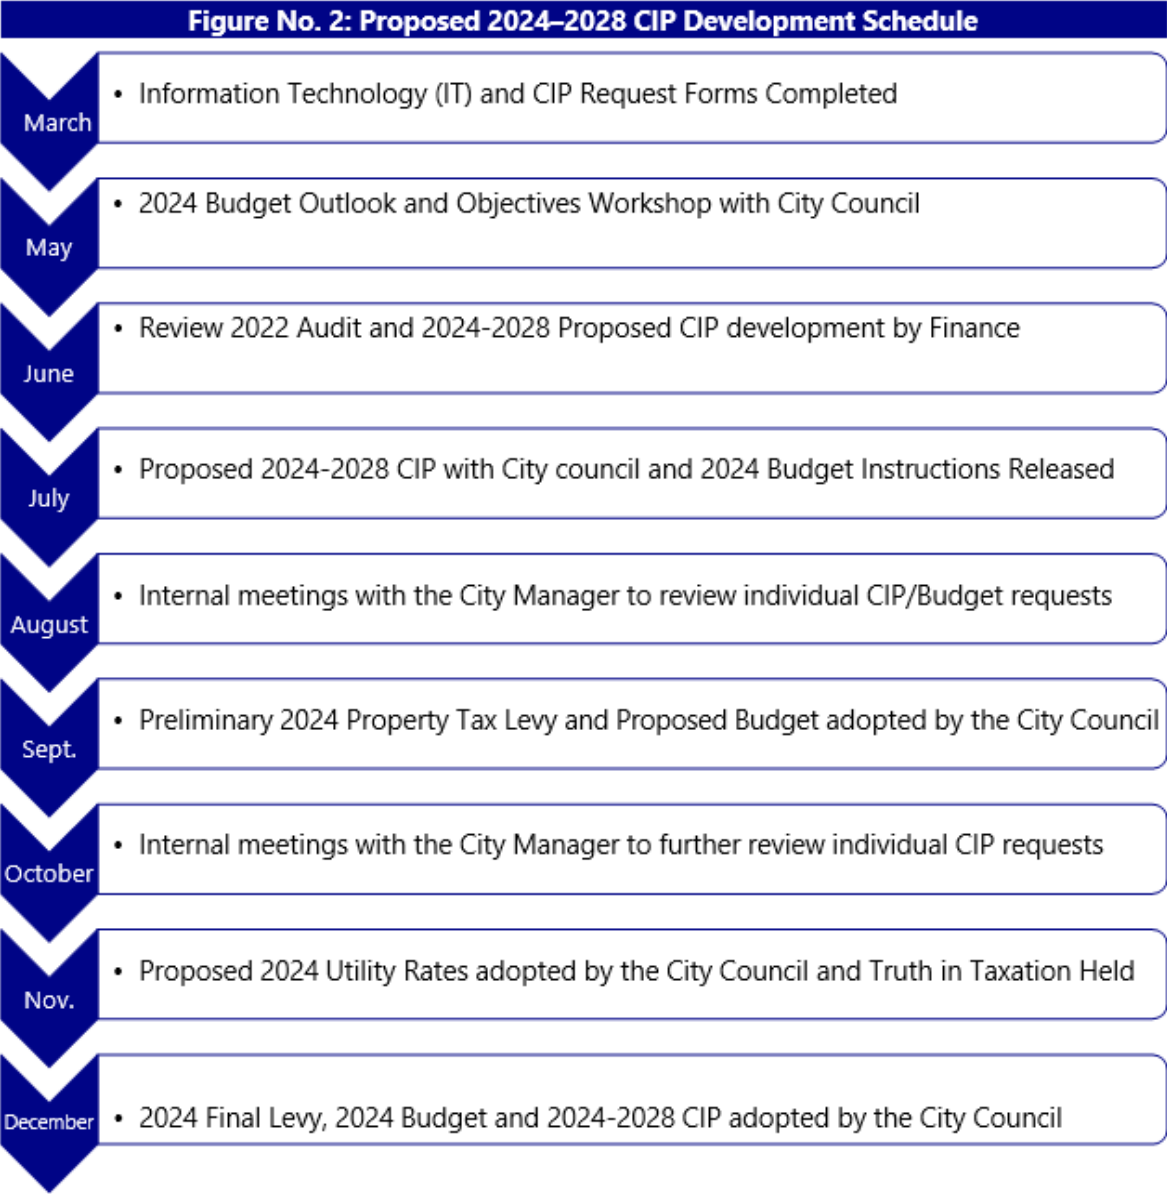 Figure No. 2: Proposed 2024–2028 CIP Development Schedule
March
• Information Technology (IT) and CIP Request Forms Completed
May
• 2024 Budget Outlook and Objectives Workshop with City Council
June
• Review 2022 Audit and 2024-2028 Proposed CIP development by Finance
July
• Proposed 2024-2028 CIP with City council and 2024 Budget Instructions Released
August
• Internal meetings with the City Manager to review individual CIP/Budget requests
Sept.
• Preliminary 2024 Property Tax Levy and Proposed Budget adopted by the City Council
October
• Internal meetings with the City Manager to further review individual CIP requests
Nov.
• Proposed 2024 Utility Rates adopted by the City Council and Truth in Taxation Held
December
• 2024 Final Levy, 2024 Budget and 2024-2028 CIP adopted by the City Council